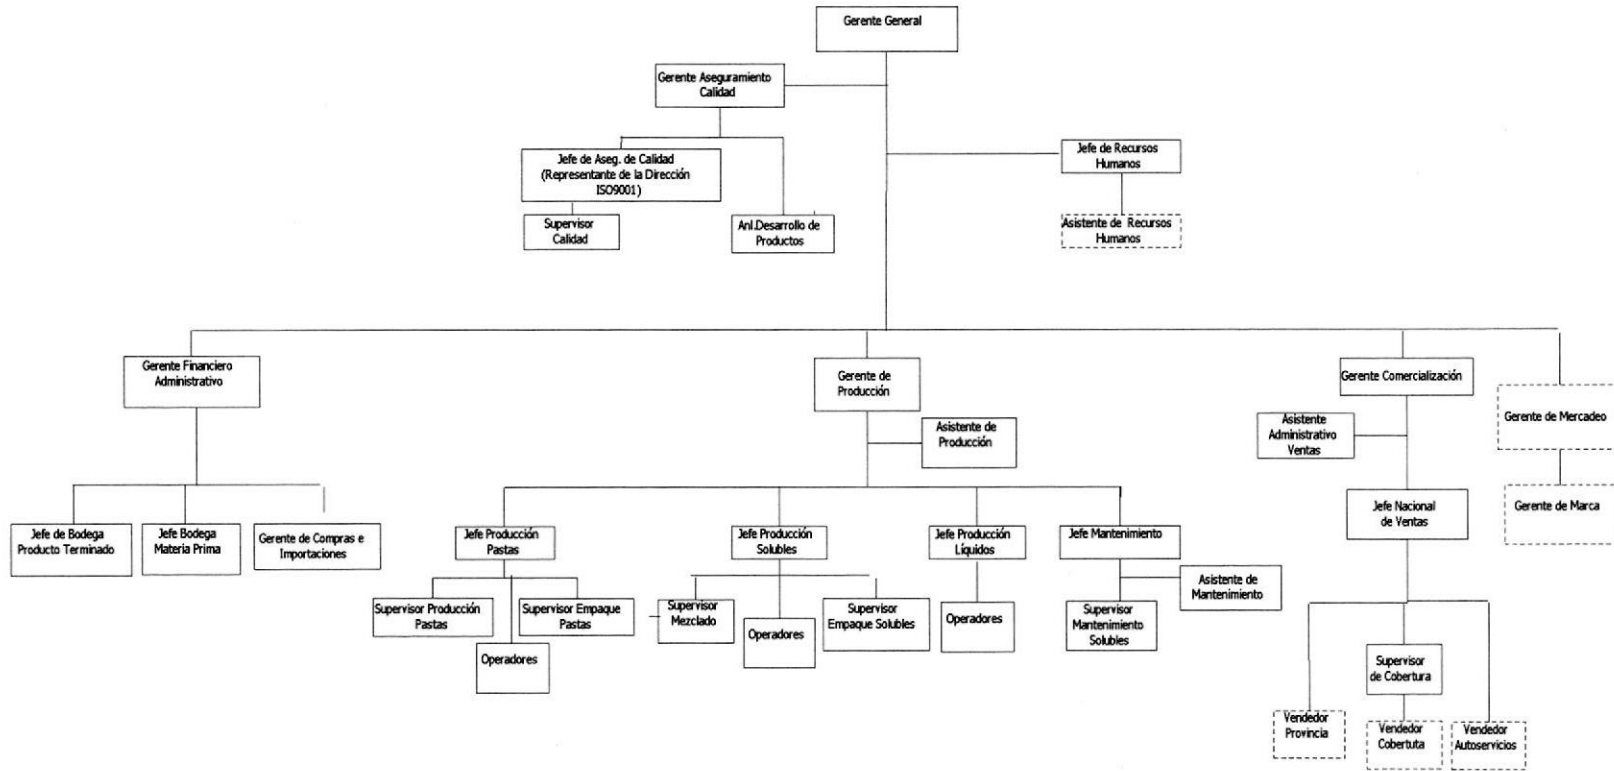 Gerente General
Gerente Aseguramiento
Calidad
Jefe de Aseg. de Calidad
(Representante de la Dirección
ISO9001)
Jefe de Recursos
Humanos
Supervisor
Calidad
Anl.Desarrollo de
Productos
Asistente de Recursos
Humanos
Gerente Financiero
Administrativo
Gerente de
Producción
Gerente Comercialización
Gerente de Mercadeo
Asistente de
Producción
Asistente
Administrativo
Ventas
Jefe de Bodega
Producto Terminado
Jefe Bodega
Materia Prima
Gerente de Compras e
Importaciones
Jefe Producción
Pastas
Jefe Producción
Solubles
Jefe Producción
Líquidos
Jefe Mantenimiento
Jefe Nacional
de Ventas
Gerente de Marca
Supervisor Producción
Pastas
Supervisor Empaque
Pastas
Operadores
Supervisor
Mezclado
Operadores
Supervisor
Empaque Solubles
Operadores
Asistente de
Mantenimiento
Supervisor
Mantenimiento
Solubles
Supervisor
de Cobertura
Vendedor
Provincia
Vendedor
Cobertuta
Vendedor
Autoservicios